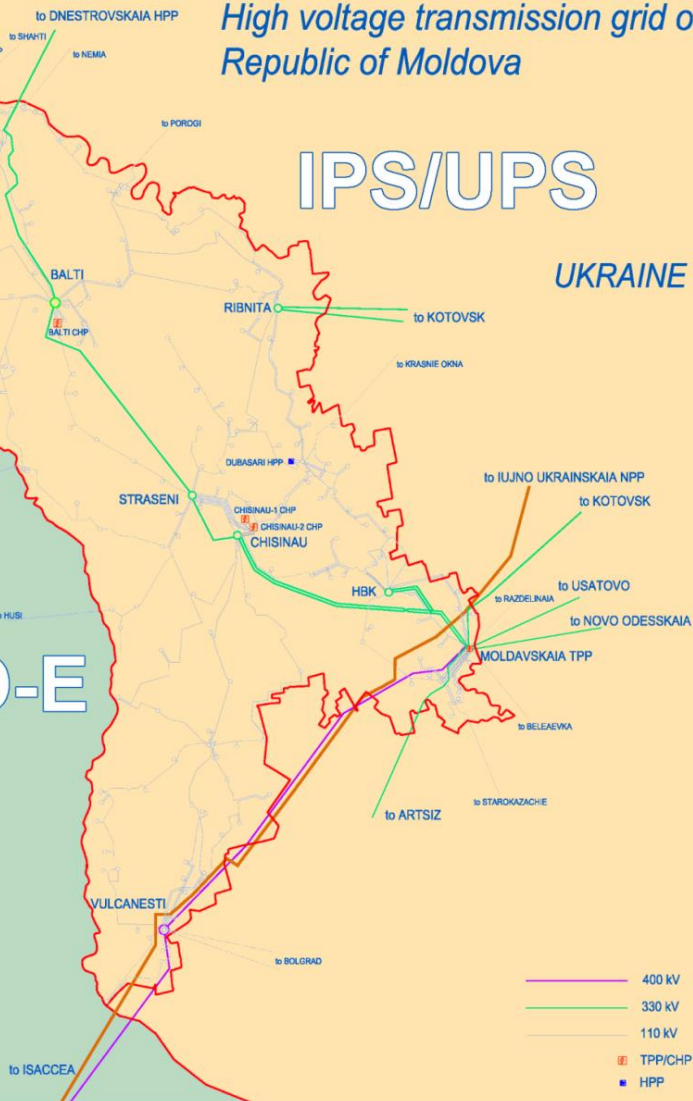 to DNESTROVSKAIA HPP
High voltage transmission grid o
Republic of Moldova
to SHAHTI
to NEMIA
to POROGI
IPS/UPS
UKRAINE
BALTI
BALTI CHP
RIBNITA
to KOTOVSK
to KRASNIE OKNA
DUBASARI HPP
to IUJNO UKRAINSKAIA NPP
STRASENI
to KOTOVSK
CHISINAU-1 CHP
CHISINAU-2 CHP
CHISINAU
HBK
to USATOVO
to RAZDELINAIA
to HUSI
to NOVO ODESSKAIA
MOLDAVSKAIA TPP
-E
to BELEAEVKA
to STAROKAZACHIE
to ARTSIZ
VULCANESTI
to BOLGRAD
400 kV
330 kV
110 kV
to ISACCEA
TPP/CHP
HPP